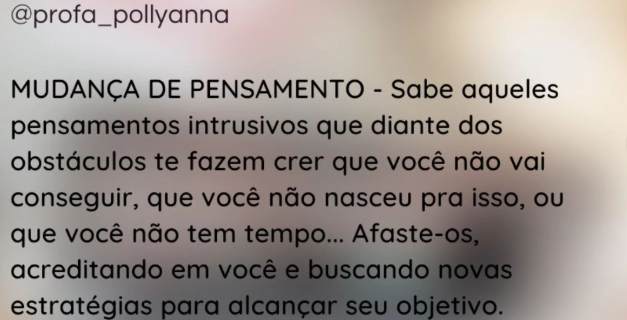 @profa_pollyanna
MUDANÇA DE PENSAMENTO - Sabe aqueles
pensamentos intrusivos que diante dos
obstáculos te fazem crer que você não vai
conseguir, que você não nasceu pra isso, ou
que você não tem tempo... Afaste-os,
acreditando em você e buscando novas
estratégias para alcançar seu objetivo.